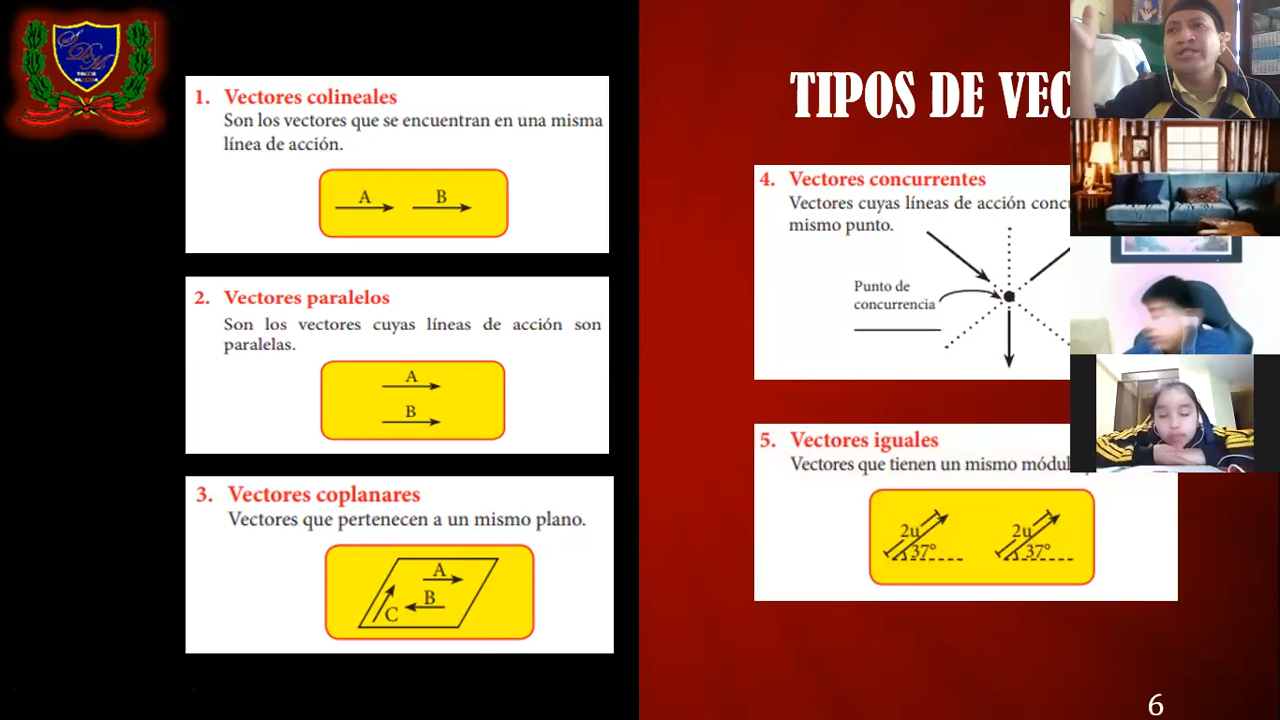 1. Vectores colineales
Son los vectores que se encuentran en una misma
línea de acción.
A B
2. Vectores paralelos
Son los vectores cuyas líneas de acción son
paralelas.
A
B
3. Vectores coplanares
Vectores que pertenecen a un mismo plano.
A
B
C
TIPOS DE VEC
4. Vectores concurrentes
Vectores cuyas líneas de acción conc
mismo punto.
Punto de
concurrencia
5. Vectores iguales
Vectores que tienen un mismo módul
2u 2u
37° 37°
6